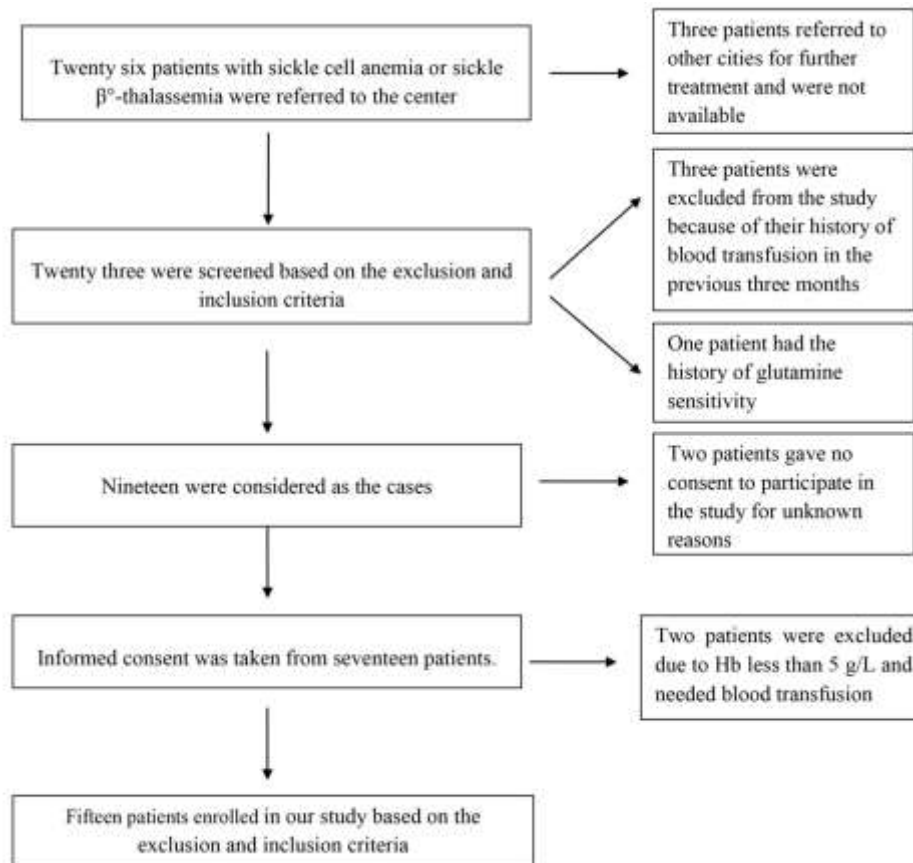 Twenty six patients with sickle cell anemia or sickle
β°-thalassemia were referred to the center
Three patients referred to
other cities for further
treatment and were not
available
Twenty three were screened based on the exclusion and
inclusion criteria
Three patients were
excluded from the study
because of their history of
blood transfusion in the
previous three months
One patient had the
history of glutamine
sensitivity
Nineteen were considered as the cases
Two patients gave no
consent to participate in
the study for unknown
reasons
Informed consent was taken from seventeen patients.
Two patients were excluded
due to Hb less than 5 g/L and
needed blood transfusion
Fifteen patients enrolled in our study based on the
exclusion and inclusion criteria